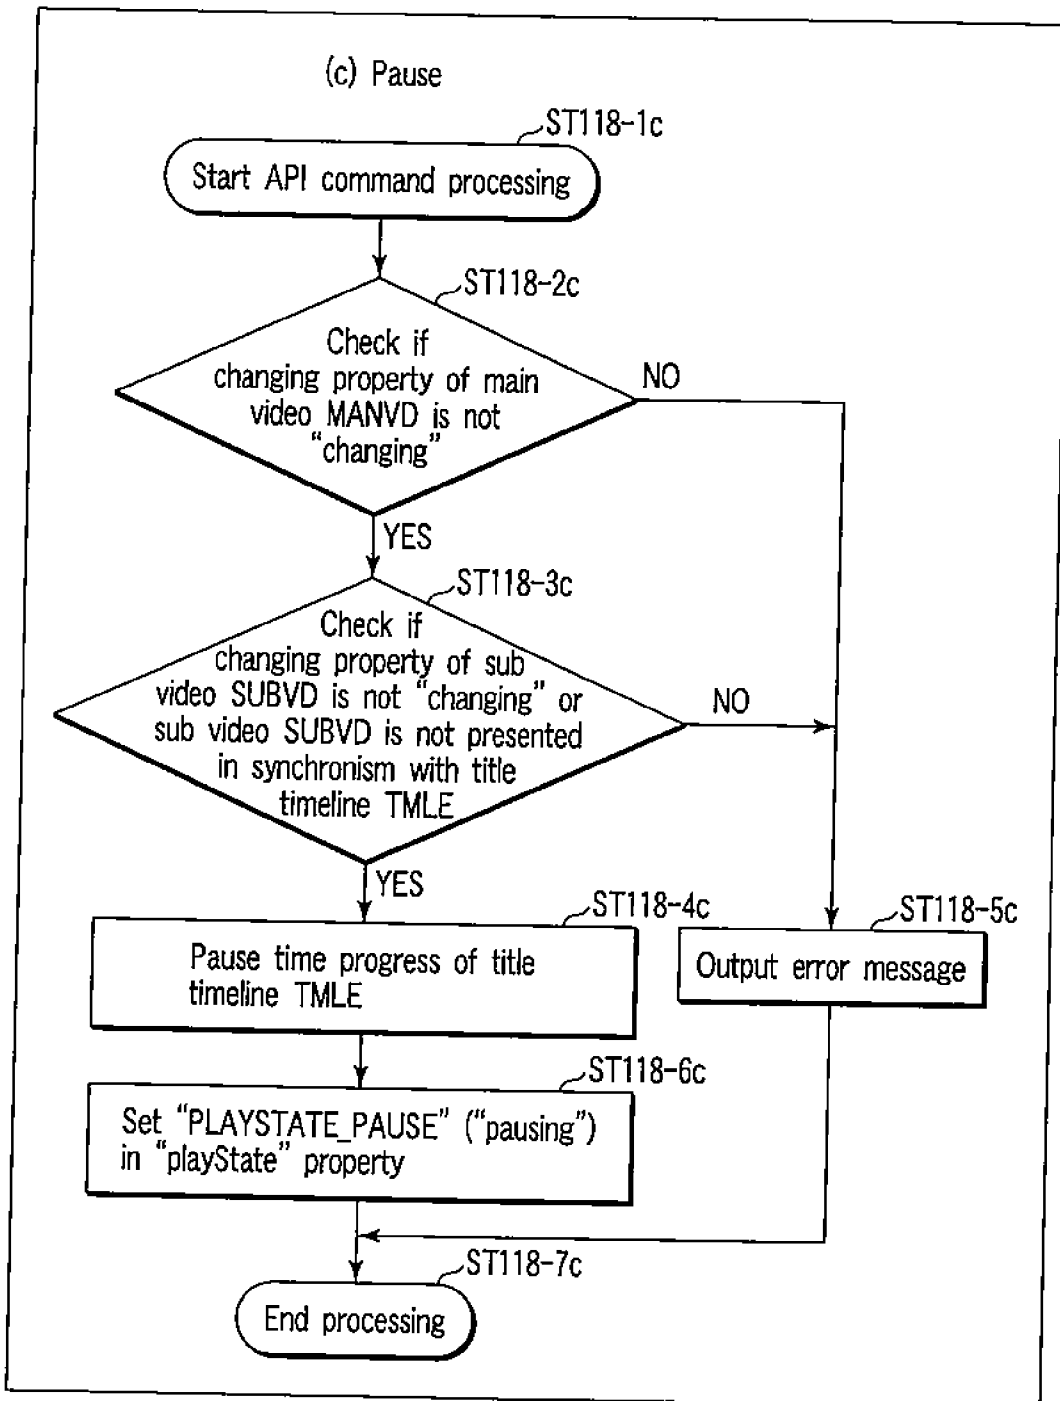 (c) Pause
ST118-1c
Start API command processing
ST118-2c
Check if
changing property of main
video MANVD is not
“changing”
NO
YES
ST118-3c
Check if
changing property of sub
video SUBVD is not “changing” or
sub video SUBVD is not presented
in synchronism with title
timeline TMLE
NO
YES
ST118-4c
Pause time progress of title
timeline TMLE
ST118-5c
Output error message
ST118-6c
Set “PLAYSTATE_PAUSE” (“pausing”)
in “playState” property
ST118-7c
End processing